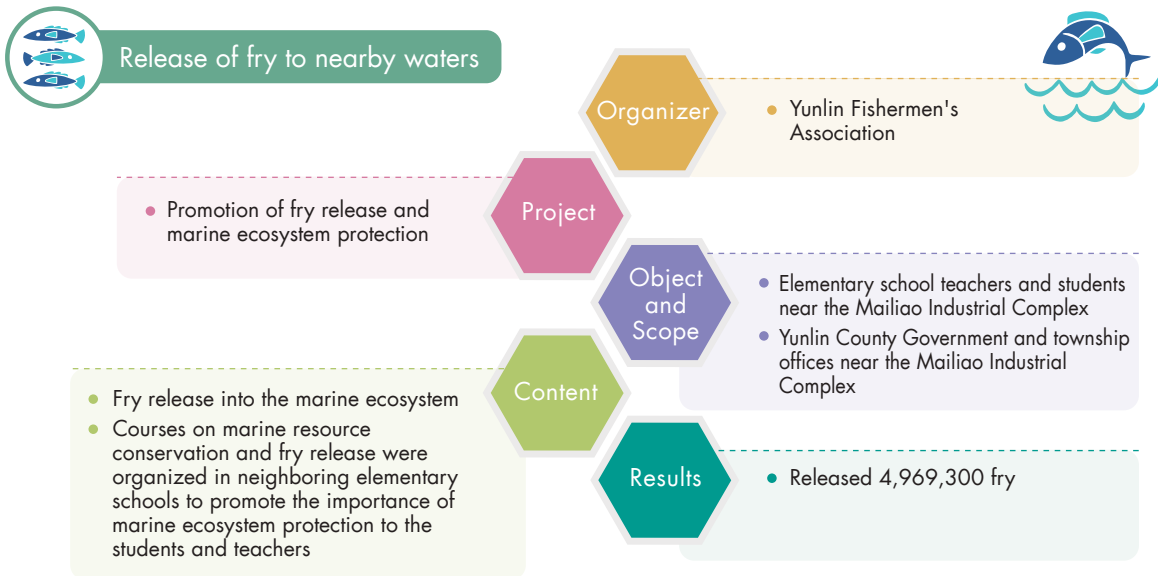 Release of fry to nearby waters
Organizer
• Yunlin Fishermen's
Association
Project
• Promotion of fry release and
marine ecosystem protection
Object
and
Scope
• Elementary school teachers and students
near the Mailiao Industrial Complex
• Yunlin County Government and township
offices near the Mailiao Industrial
Complex
Content
• Fry release into the marine ecosystem
• Courses on marine resource
conservation and fry release were
organized in neighboring elementary
schools to promote the importance of
marine ecosystem protection to the
students and teachers
Results
• Released 4,969,300 fry